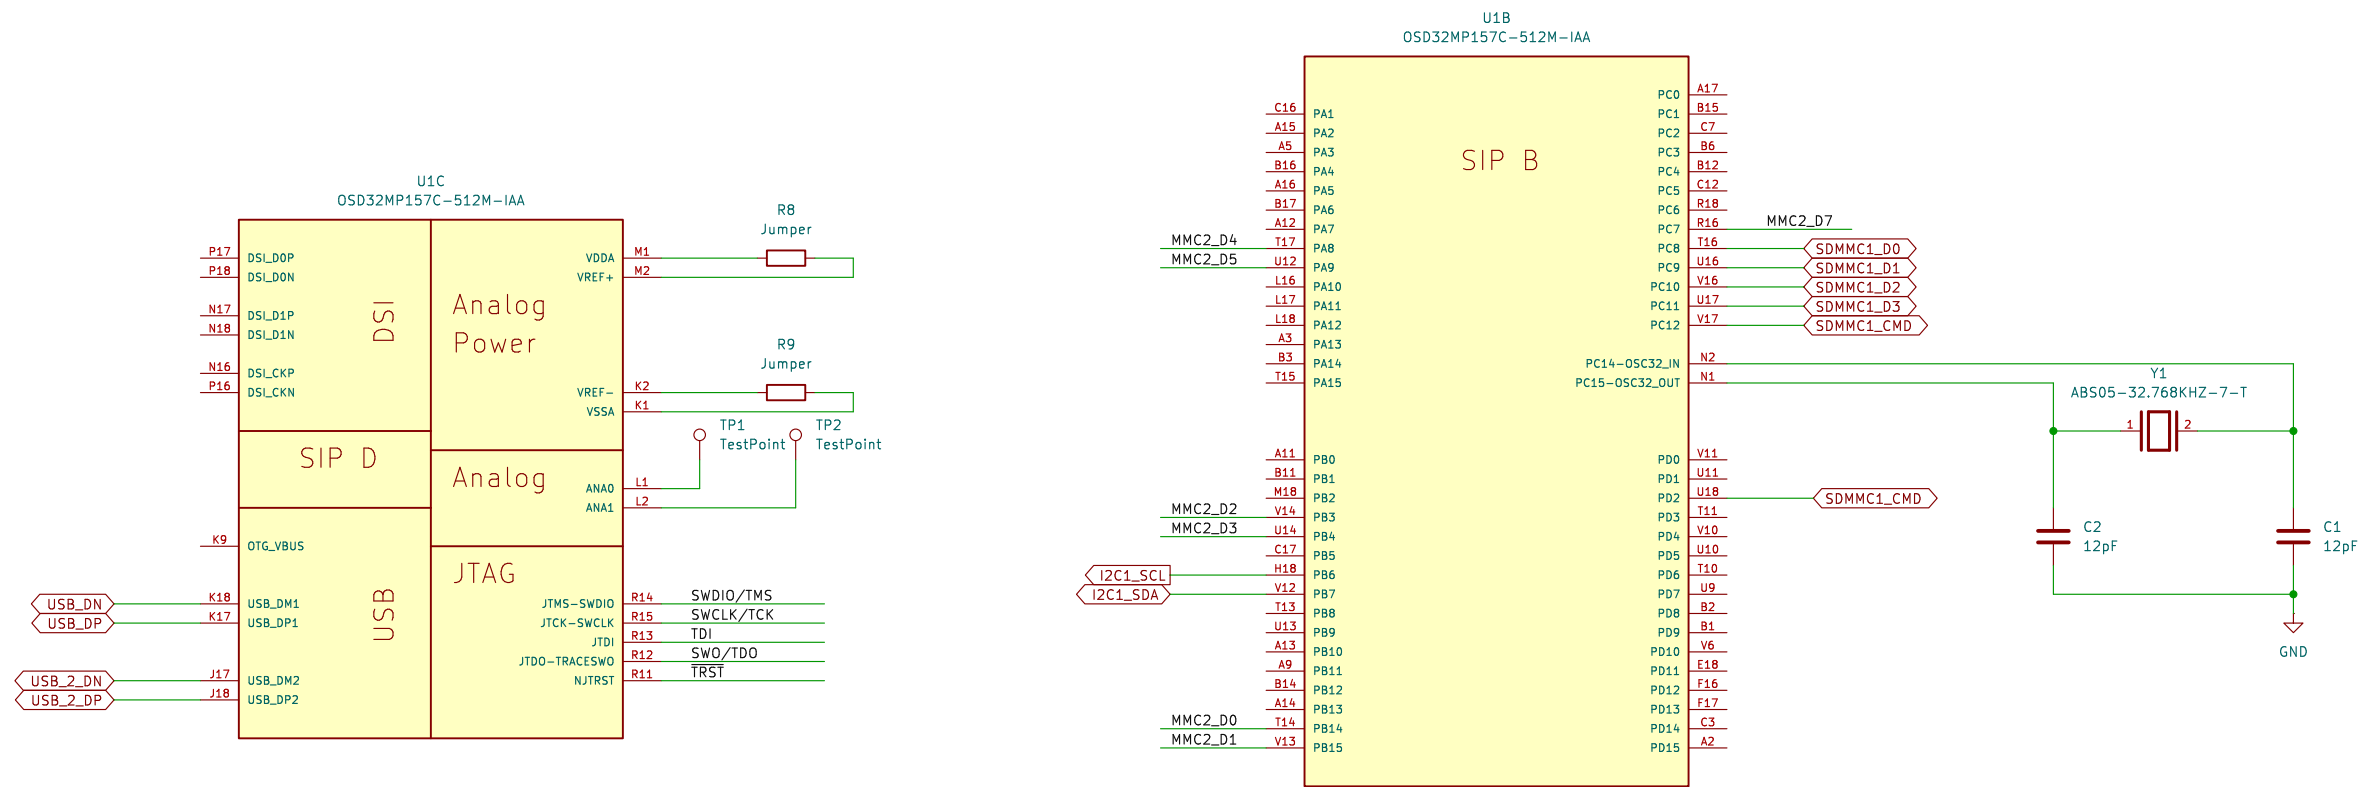 U1C
OSD32MP157C-512M-IAA
P17 DSI_D0P
P18 DSI_D0N
N17 DSI_D1P
N18 DSI_D1N
N16 DSI_CKP
P16 DSI_CKN
DSI
SIP D
K9 OTG_VBUS
USB
USB_DN K18 USB_DM1
USB_DP K17 USB_DP1
USB_2_DN J17 USB_DM2
USB_2_DP J18 USB_DP2
Analog
Power
VDDA M1
VREF+ M2
R8
Jumper
VREF- K2
VSSA K1
R9
Jumper
Analog
ANA0 L1
ANA1 L2
TP1
TestPoint
TP2
TestPoint
JTAG
JTMS-SWDIO R14 SWDIO/TMS
JTCK-SWCLK R15 SWCLK/TCK
JTDI R13 TDI
JTDO-TRACESWO R12 SWO/TDO
NJTRST R11 TRST
U1B
OSD32MP157C-512M-IAA
SIP B
C16 PA1
A15 PA2
A5 PA3
B16 PA4
A16 PA5
B17 PA6
A12 PA7
MMC2_D4 T17 PA8
MMC2_D5 U12 PA9
L16 PA10
L17 PA11
L18 PA12
A3 PA13
B3 PA14
T15 PA15
A11 PB0
B11 PB1
M18 PB2
MMC2_D2 V14 PB3
MMC2_D3 U14 PB4
C17 PB5
I2C1_SCL H18 PB6
I2C1_SDA V12 PB7
T13 PB8
U13 PB9
A13 PB10
A9 PB11
B14 PB12
A14 PB13
MMC2_D0 T14 PB14
MMC2_D1 V13 PB15
PC0 A17
PC1 B15
PC2 C7
PC3 B6
PC4 B12
PC5 C12
PC6 R18
PC7 R16 MMC2_D7
PC8 T16 SDMMC1_D0
PC9 U16 SDMMC1_D1
PC10 V16 SDMMC1_D2
PC11 U17 SDMMC1_D3
PC12 V17 SDMMC1_CMD
PC14-OSC32_IN N2
PC15-OSC32_OUT N1
PD0 V11
PD1 U11
PD2 U18 SDMMC1_CMD
PD3 T11
PD4 V10
PD5 U10
PD6 T10
PD7 U9
PD8 B2
PD9 B1
PD10 V6
PD11 E18
PD12 F16
PD13 F17
PD14 C3
PD15 A2
Y1
ABS05-32.768KHZ-7-T
1 2
C2
12pF
C1
12pF
GND